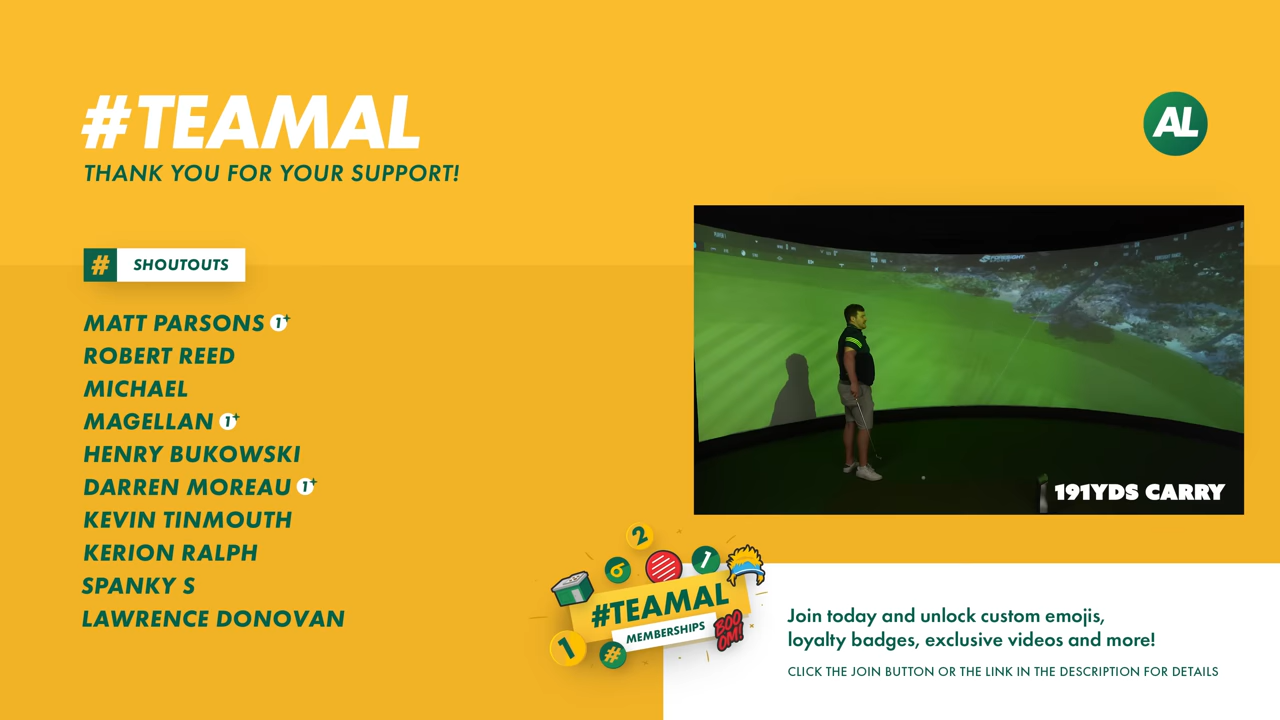 #TEAMAL
THANK YOU FOR YOUR SUPPORT!
AL
# SHOUTOUTS
MATT PARSONS 1+
ROBERT REED
MICHAEL
MAGELLAN 1+
HENRY BUKOWSKI
DARREN MOREAU 1+
KEVIN TINMOUTH
KERION RALPH
SPANKY S
LAWRENCE DONOVAN
191YDS CARRY
2
6
1
#TEAMAL
MEMBERSHIPS
BOO
OM!
1
#
Join today and unlock custom emojis,
loyalty badges, exclusive videos and more!
CLICK THE JOIN BUTTON OR THE LINK IN THE DESCRIPTION FOR DETAILS